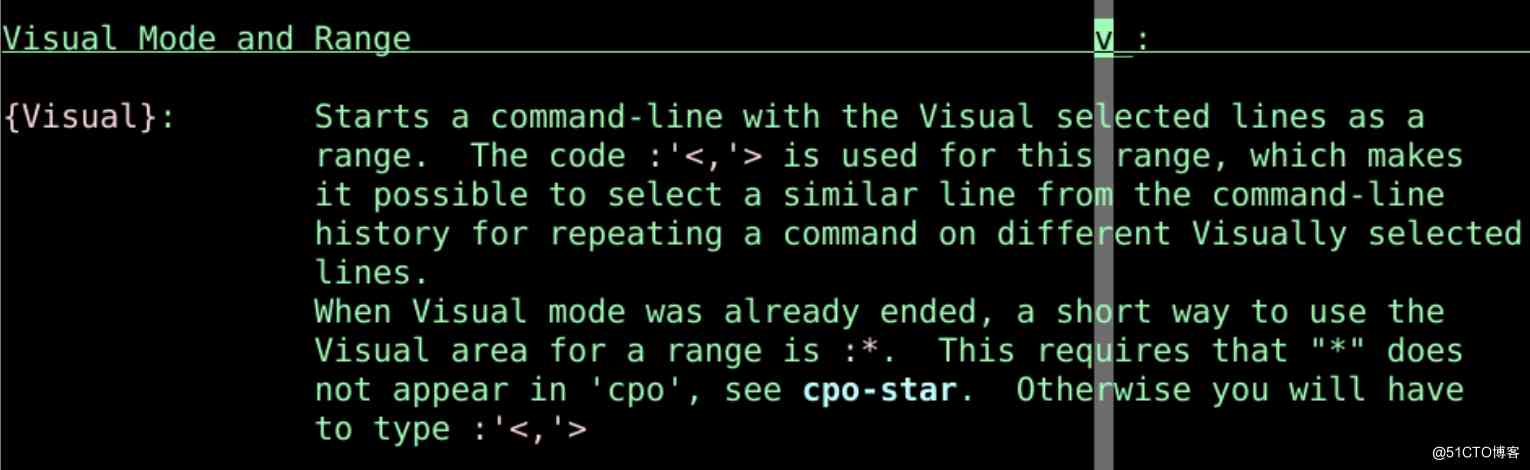 Visual Mode and Range v_:
{Visual}: Starts a command-line with the Visual selected lines as a
range.  The code :'<,'> is used for this range, which makes
it possible to select a similar line from the command-line
history for repeating a command on different Visually selected
lines.
When Visual mode was already ended, a short way to use the
Visual area for a range is :*.  This requires that "*" does
not appear in 'cpo', see cpo-star.  Otherwise you will have
to type :'<,'>
@51CTO博客